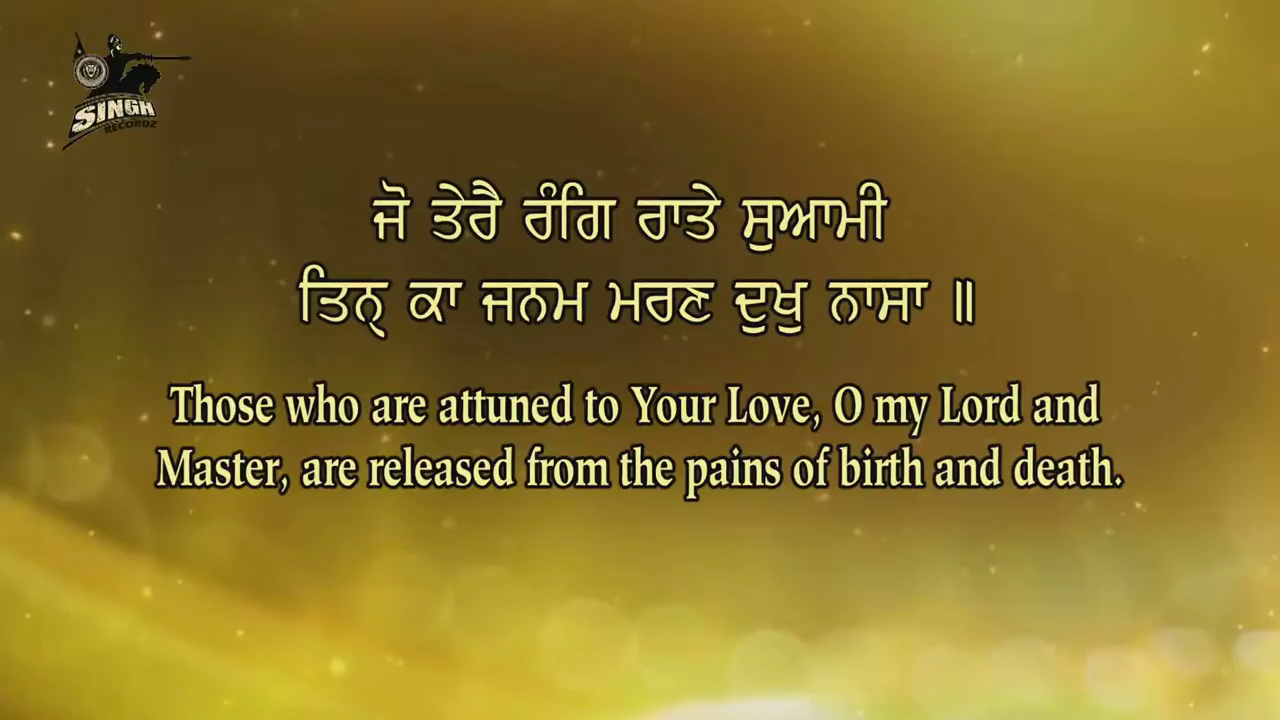 SINGH
RECORDZ
ਜੋ ਤੇਰੈ ਰੰਗਿ ਰਾਤੇ ਸੁਆਮੀ
ਤਿਨੑ ਕਾ ਜਨਮ ਮਰਣ ਦੁਖੁ ਨਾਸਾ ॥
Those who are attuned to Your Love, O my Lord and
Master, are released from the pains of birth and death.